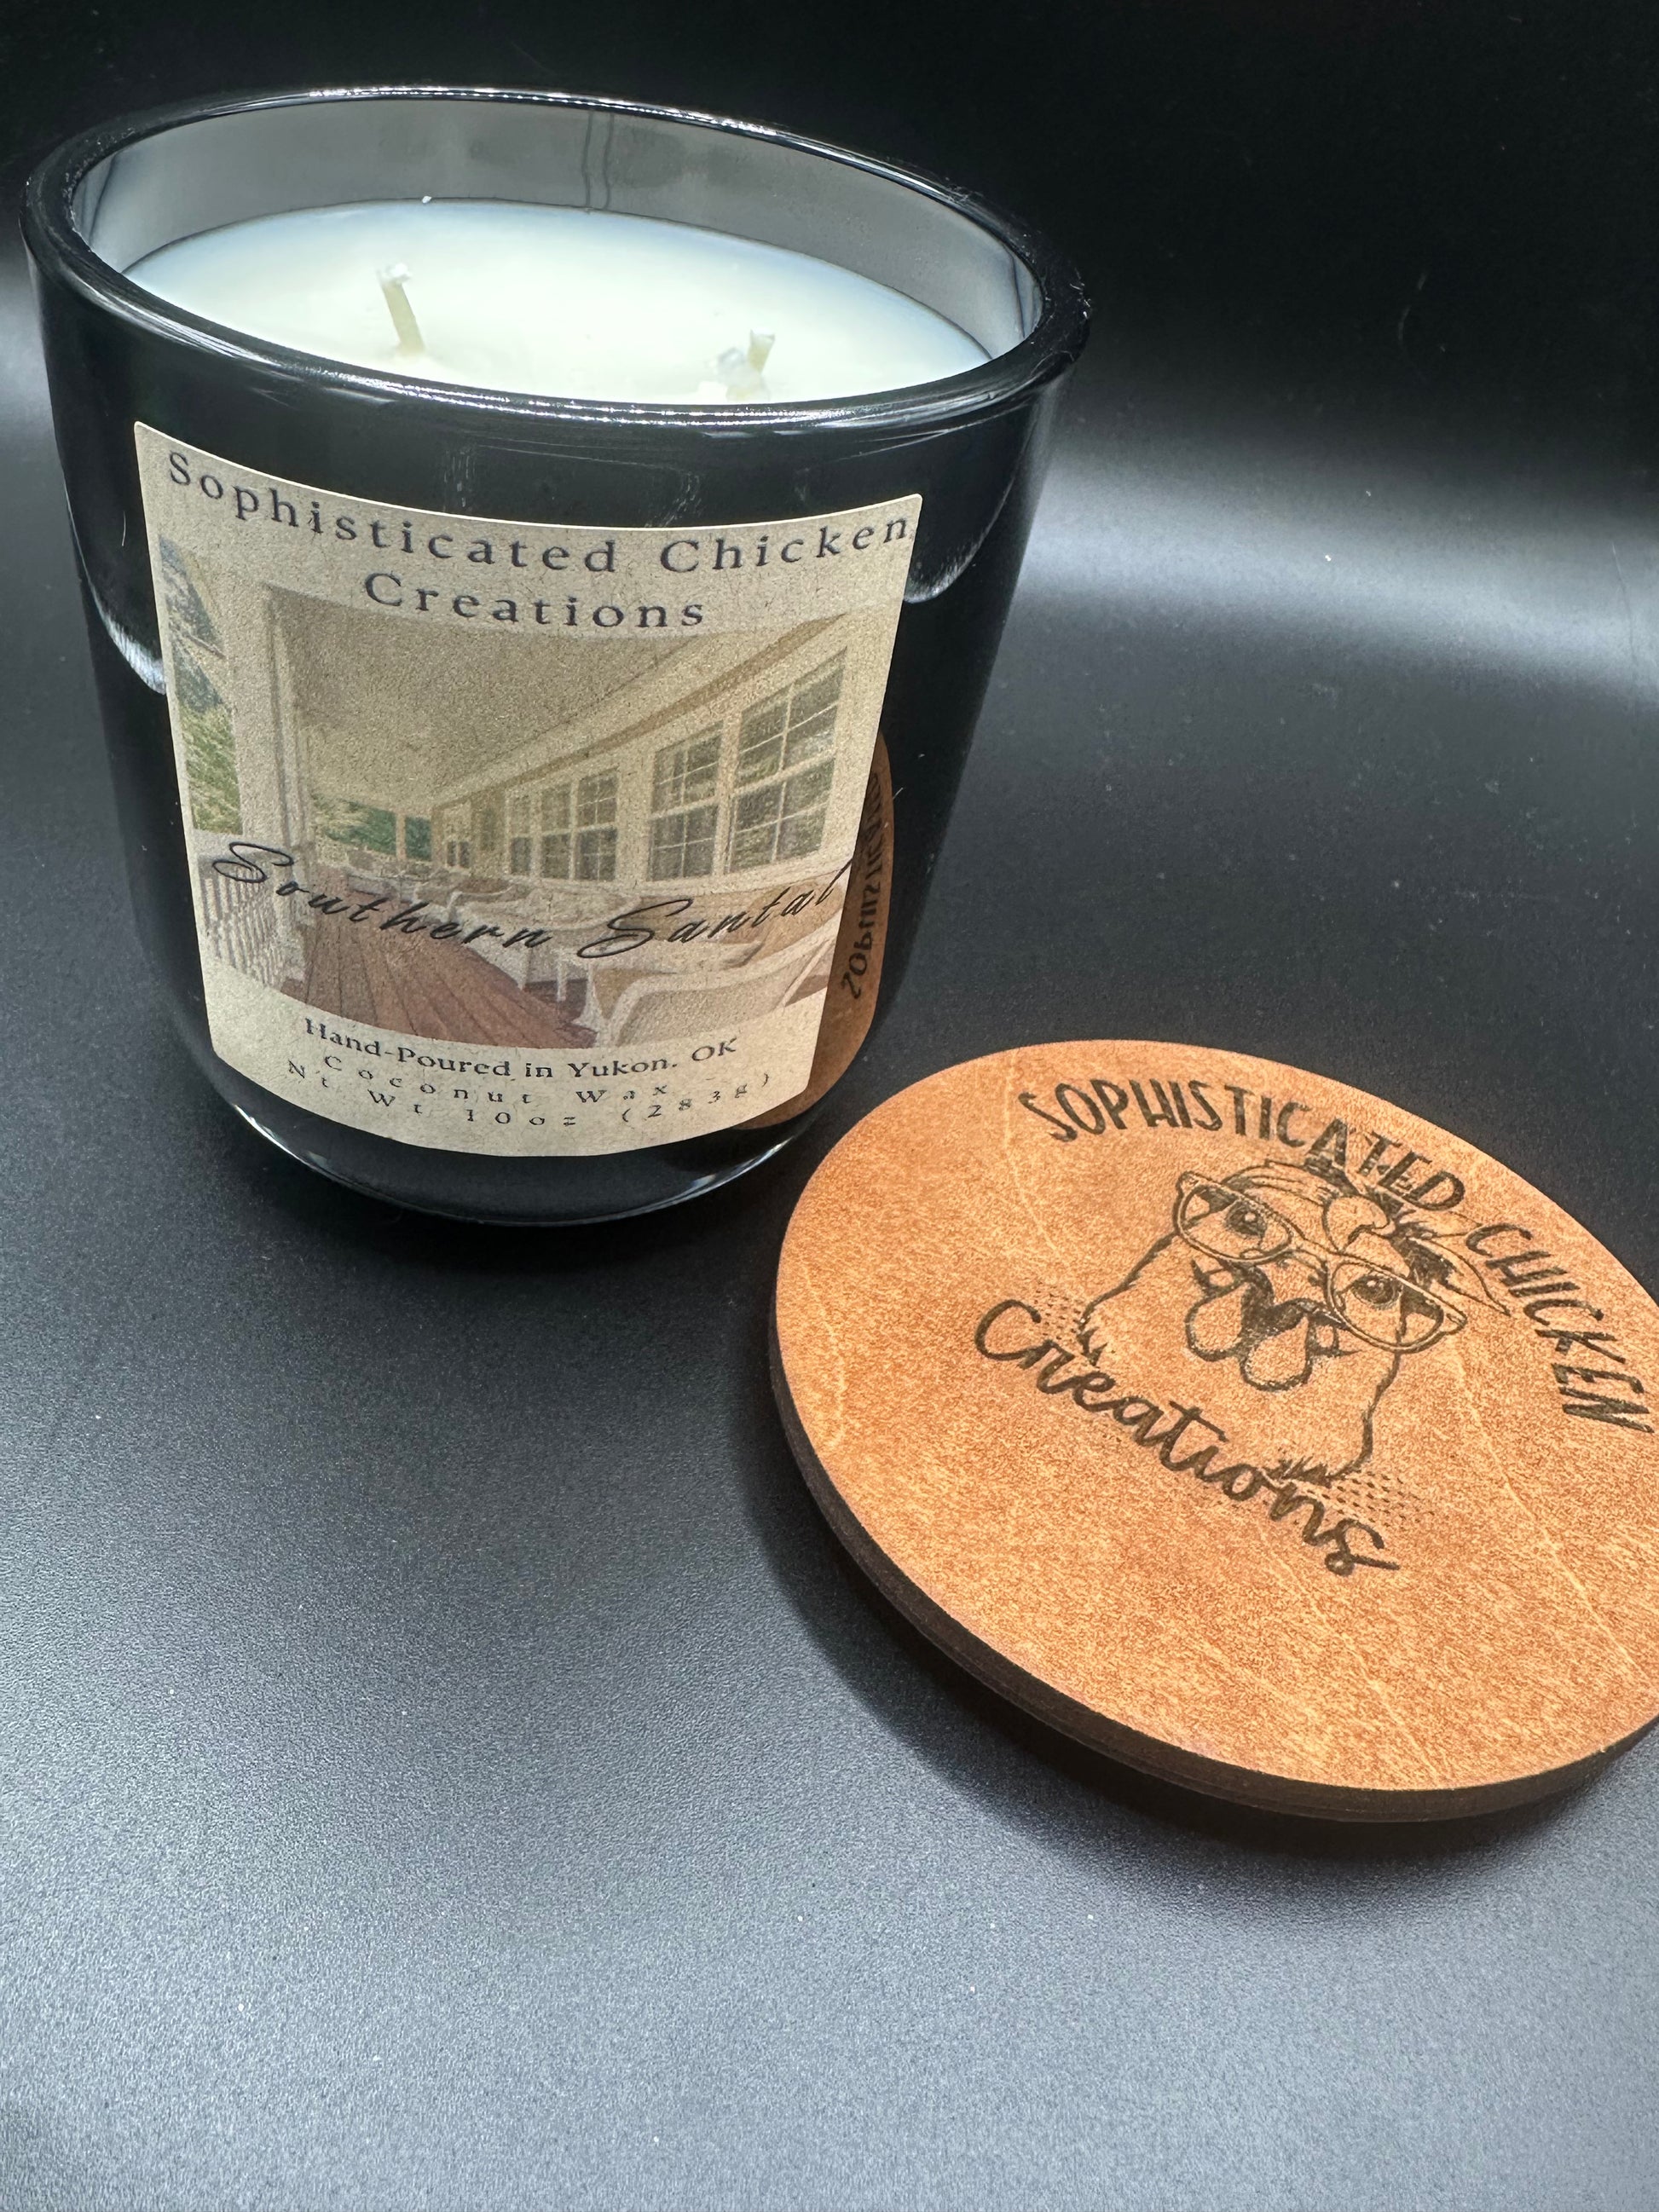 Sophisticated Chicken
Creations
Southern Santal
Hand-Poured in Yukon, OK
Coconut Wax -
Nt. Wt 10oz (283g)
SOPHISTICATED CHICKEN
Creations